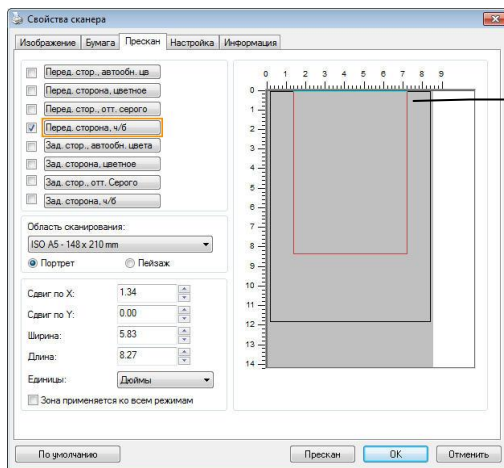 Свойства сканера
Изображение Бумага Прескан Настройка Информация
Перед. стор., автообн. цв
Перед. сторона, цветное
Перед. стор., отт. серого
Перед. сторона, ч/б
Зад. стор., автообн. цвета
Зад. сторона, цветное
Зад. стор., отт. Серого
Зад. сторона, ч/б
Область сканирования:
ISO A5 - 148 x 210 mm
Портрет Пейзаж
Сдвиг по X: 1.34
Сдвиг по Y: 0.00
Ширина: 5.83
Длина: 8.27
Единицы: Дюймы
Зона применяется ко всем режимам
0 1 2 3 4 5 6 7 8 9
0
1
2
3
4
5
6
7
8
9
10
11
12
13
14
По умолчанию Прескан OK Отменить